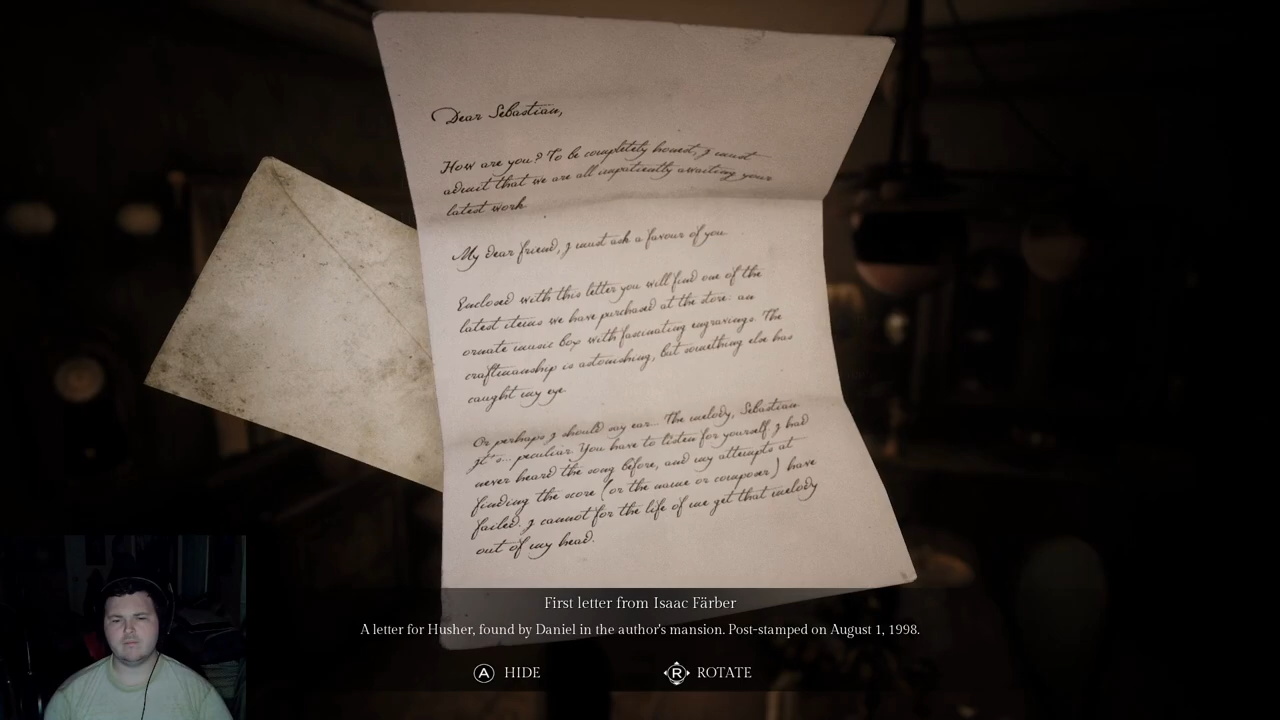 Dear Sebastian,
How are you? To be completely honest, I must
admit that we are all impatiently awaiting your
latest work.
My dear friend, I must ask a favour of you.
Enclosed with this letter you will find one of the
latest items we have purchased at the store: an
ornate music box with fascinating engravings. The
craftmanship is astonishing, but something else has
caught my eye.
Or perhaps I should say ear. The melody, Sebastian.
It's... peculiar. You have to listen for yourself. I had
never heard the song before, and my attempts at
finding the score (or the name or composer) have
failed. I cannot for the life of me get that melody
out of my head.
First letter from Isaac Färber
A letter for Husher, found by Daniel in the author's mansion. Post-stamped on August 1, 1998.
A HIDE R ROTATE